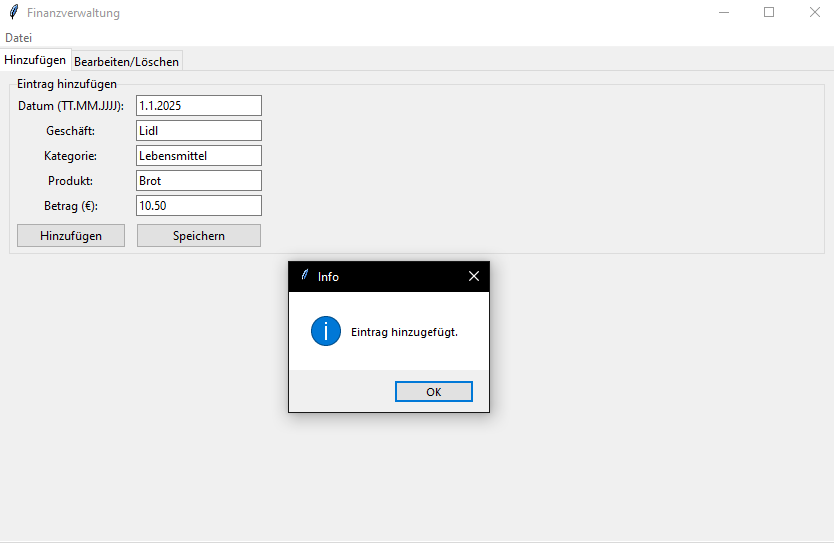 Finanzverwaltung
Datei
Hinzufügen Bearbeiten/Löschen
Eintrag hinzufügen
Datum (TT.MM.JJJJ): 1.1.2025
Geschäft: Lidl
Kategorie: Lebensmittel
Produkt: Brot
Betrag (€): 10.50
Hinzufügen Speichern
Info
Eintrag hinzugefügt.
OK